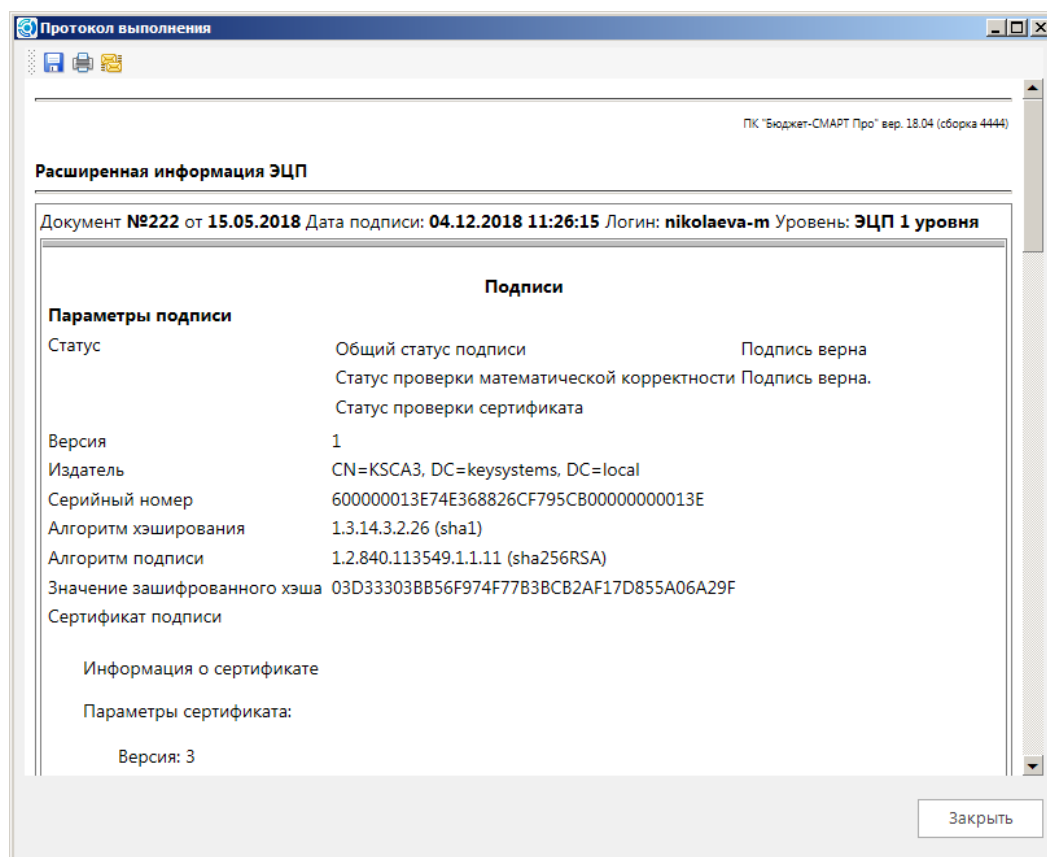 Протокол выполнения
ПК "Бюджет-СМАРТ Про" вер. 18.04 (сборка 4444)
Расширенная информация ЭЦП
Документ №222 от 15.05.2018 Дата подписи: 04.12.2018 11:26:15 Логин: nikolaeva-m Уровень: ЭЦП 1 уровня
Подписи
Параметры подписи
Статус Общий статус подписи Подпись верна
Статус проверки математической корректности Подпись верна.
Статус проверки сертификата
Версия 1
Издатель CN=KSCA3, DC=keysystems, DC=local
Серийный номер 600000013E74E368826CF795CB00000000013E
Алгоритм хэширования 1.3.14.3.2.26 (sha1)
Алгоритм подписи 1.2.840.113549.1.1.11 (sha256RSA)
Значение зашифрованного хэша 03D33303BB56F974F77B3BCB2AF17D855A06A29F
Сертификат подписи
Информация о сертификате
Параметры сертификата:
Версия: 3
Закрыть